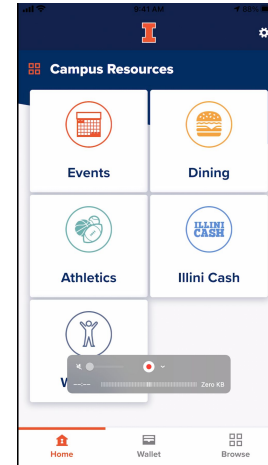 9:41 AM
I
Campus Resources
Events
Dining
ILLINI
CASH
Athletics
Illini Cash
W
--:--
Zero KB
Home
Wallet
Browse